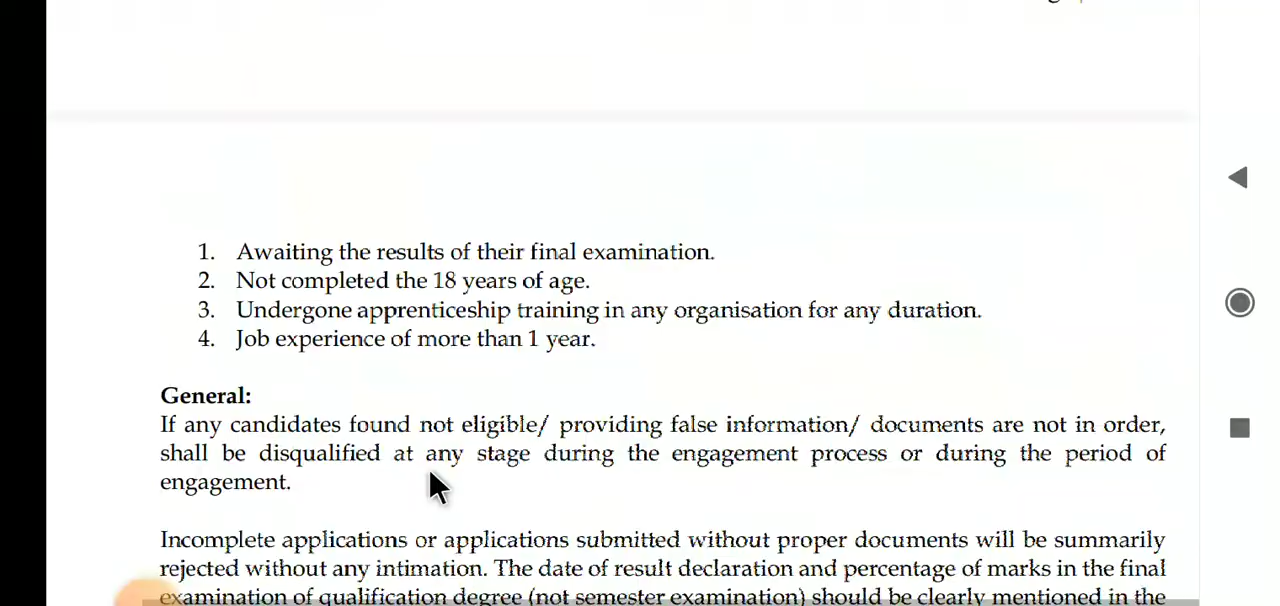 1. Awaiting the results of their final examination.
2. Not completed the 18 years of age.
3. Undergone apprenticeship training in any organisation for any duration.
4. Job experience of more than 1 year.
General:
If any candidates found not eligible/ providing false information/ documents are not in order,
shall be disqualified at any stage during the engagement process or during the period of
engagement.
Incomplete applications or applications submitted without proper documents will be summarily
rejected without any intimation. The date of result declaration and percentage of marks in the final
examination of qualification degree (not semester examination) should be clearly mentioned in the